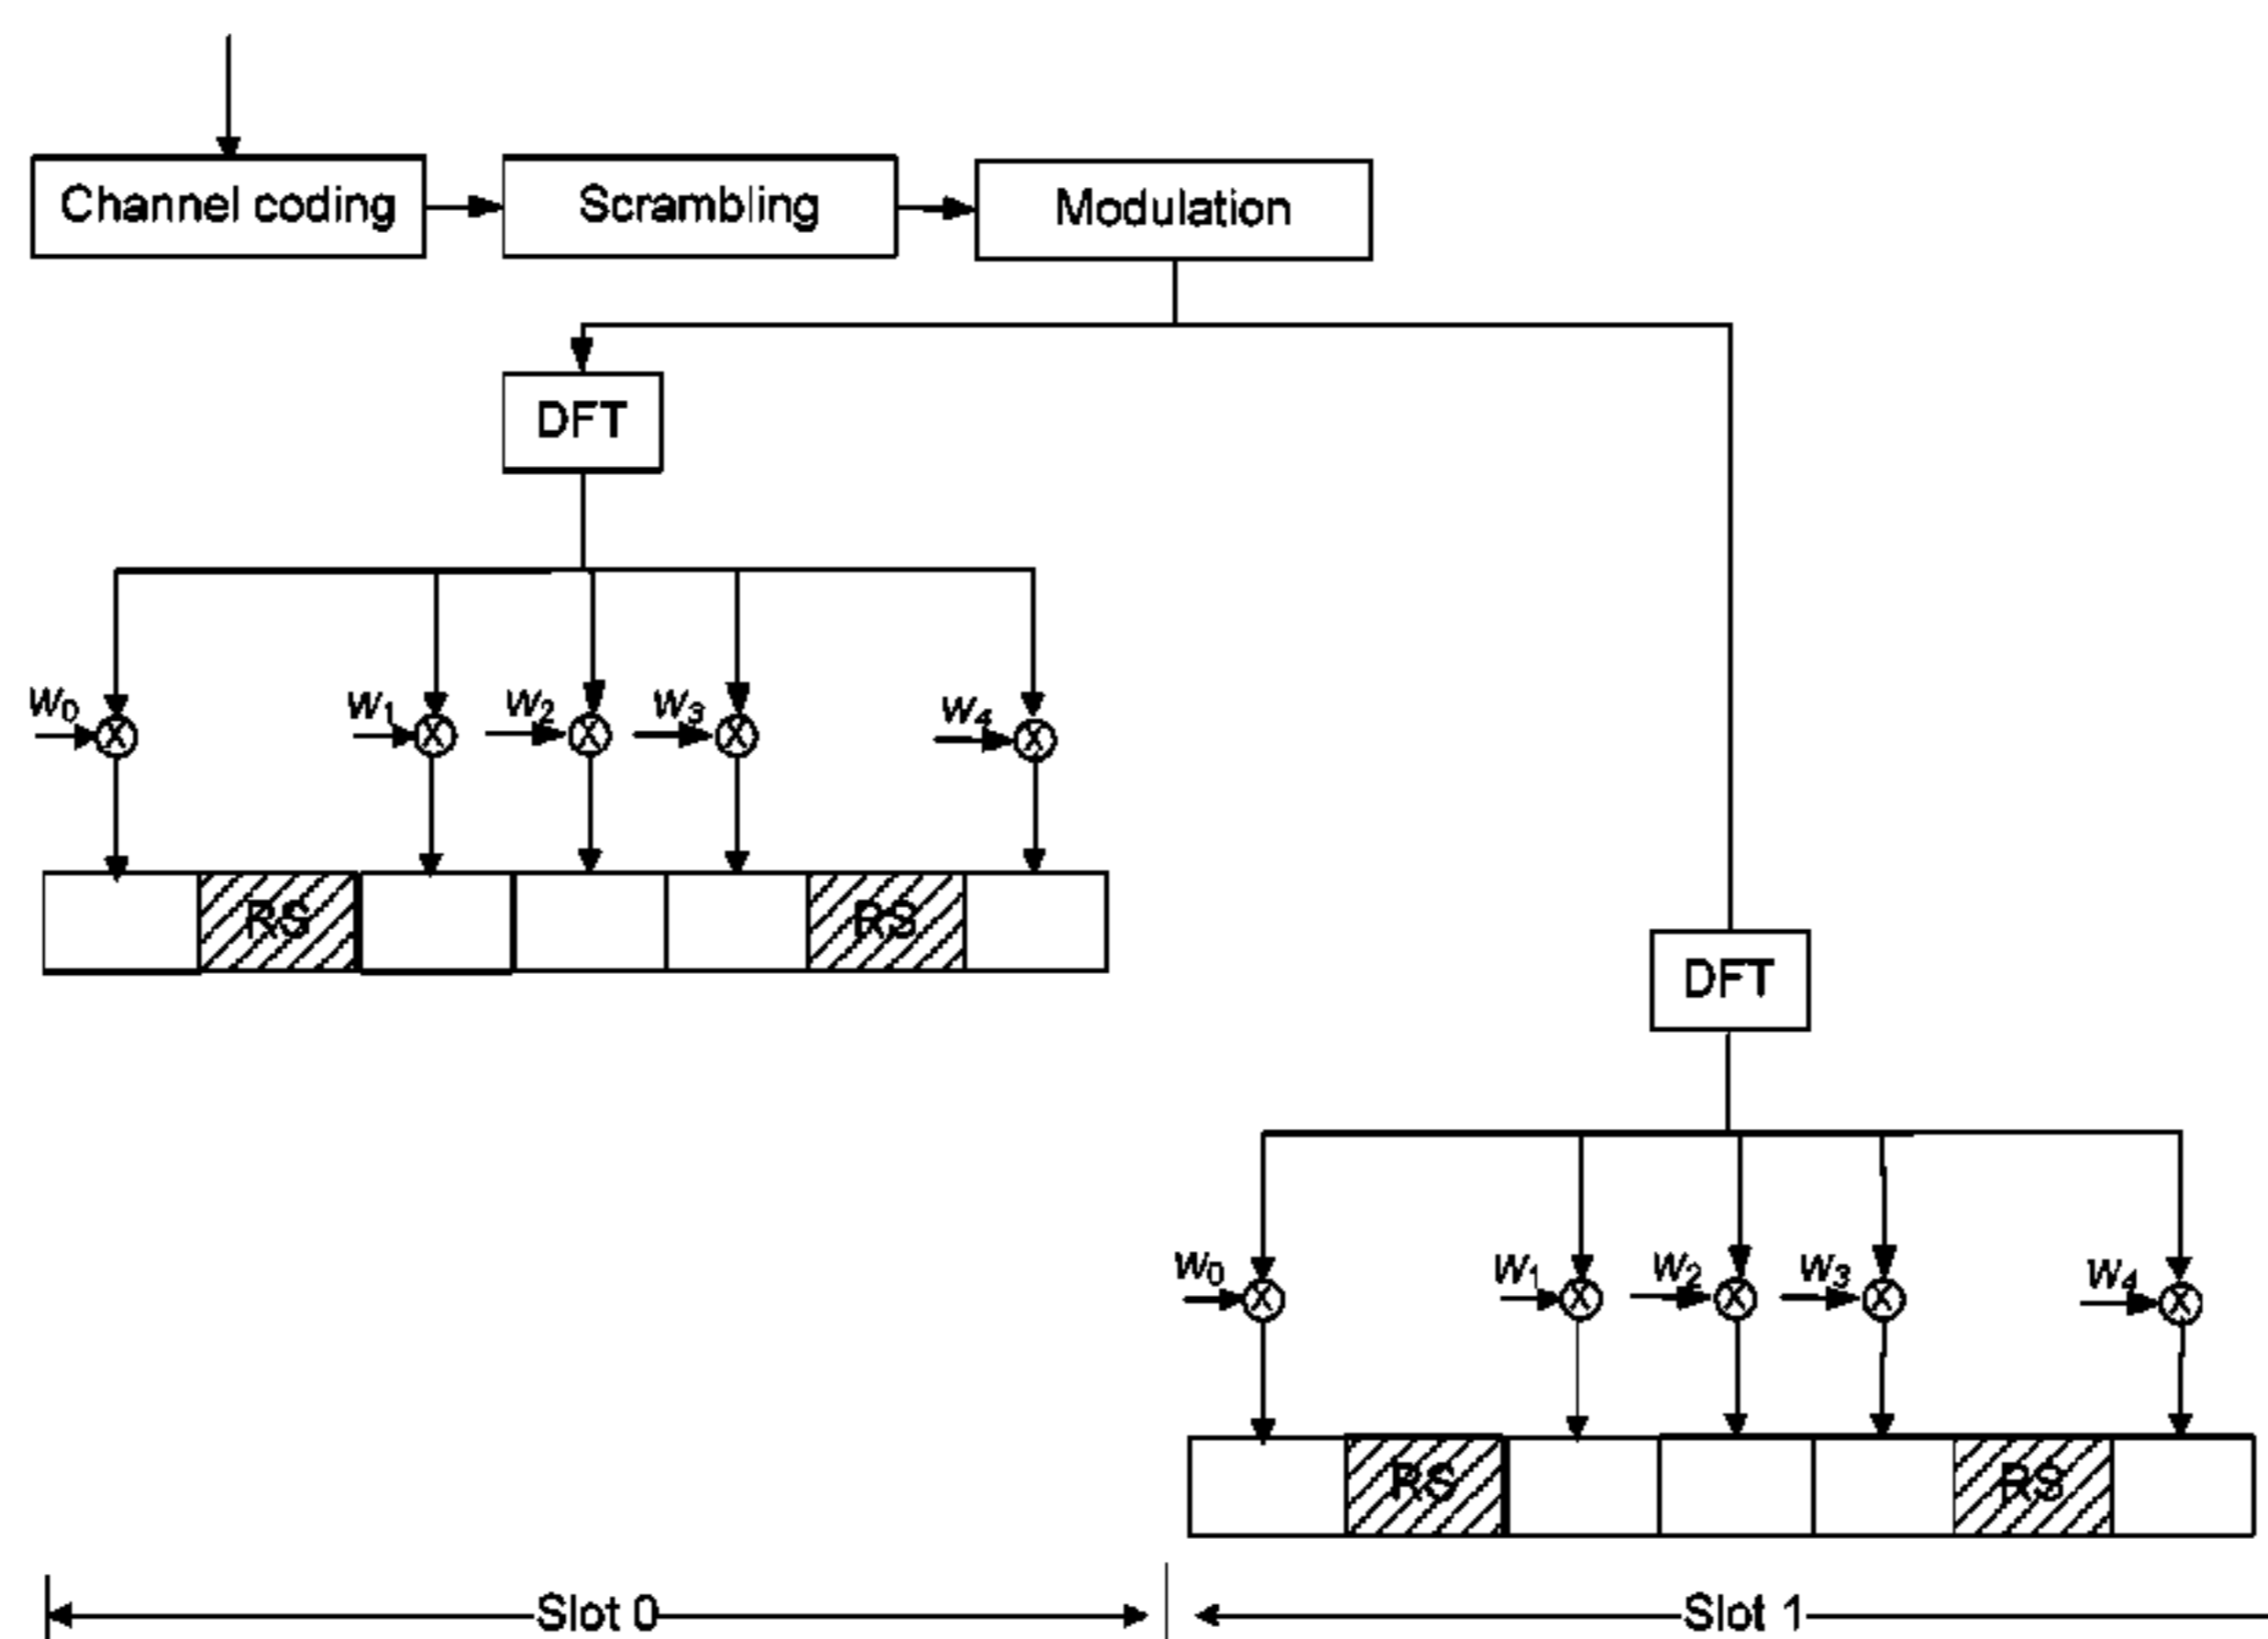 Channel coding
Scrambling
Modulation
DFT
w0 w1 w2 w3 w4
X X X X X
RS RS
DFT
w0 w1 w2 w3 w4
X X X X X
RS RS
Slot 0 Slot 1